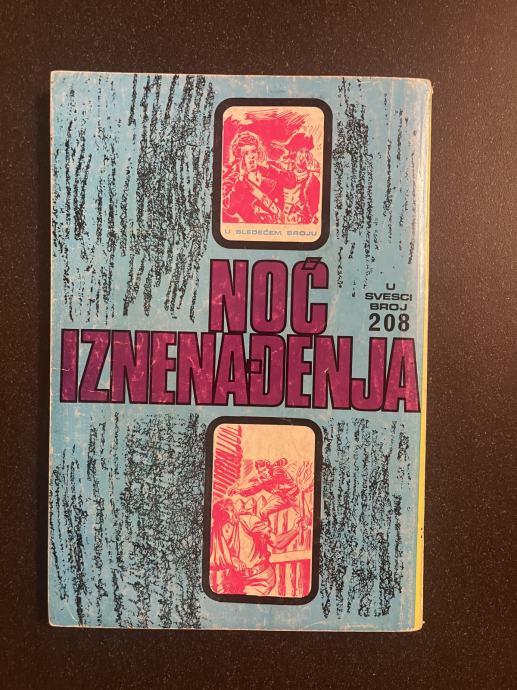 U SLEDEĆEM BROJU
NOĆ
IZNENAĐENJA
U
SVESCI
BROJ
208